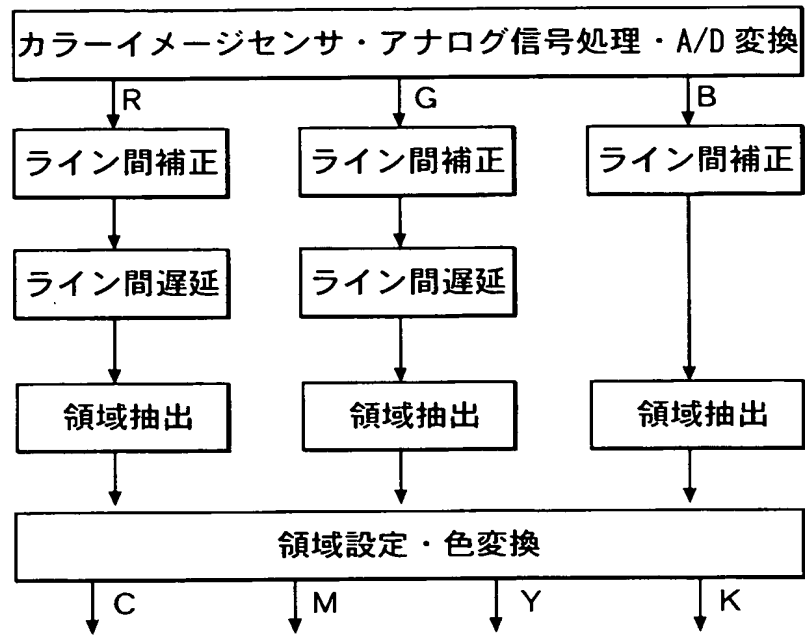 カラーイメージセンサ・アナログ信号処理・A/D変換
R G B
ライン間補正 ライン間補正 ライン間補正
ライン間遅延 ライン間遅延
領域抽出 領域抽出 領域抽出
領域設定・色変換
C M Y K